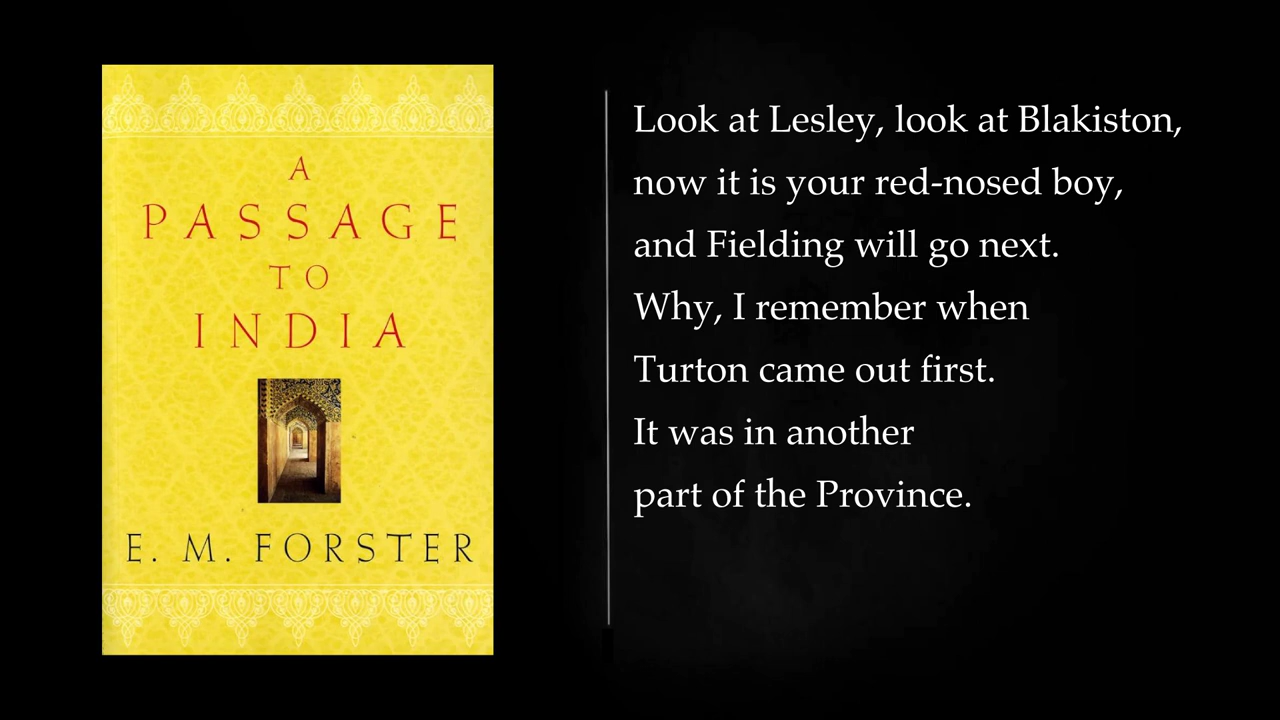 A
PASSAGE
TO
INDIA
E. M. FORSTER
Look at Lesley, look at Blakiston,
now it is your red-nosed boy,
and Fielding will go next.
Why, I remember when
Turton came out first.
It was in another
part of the Province.